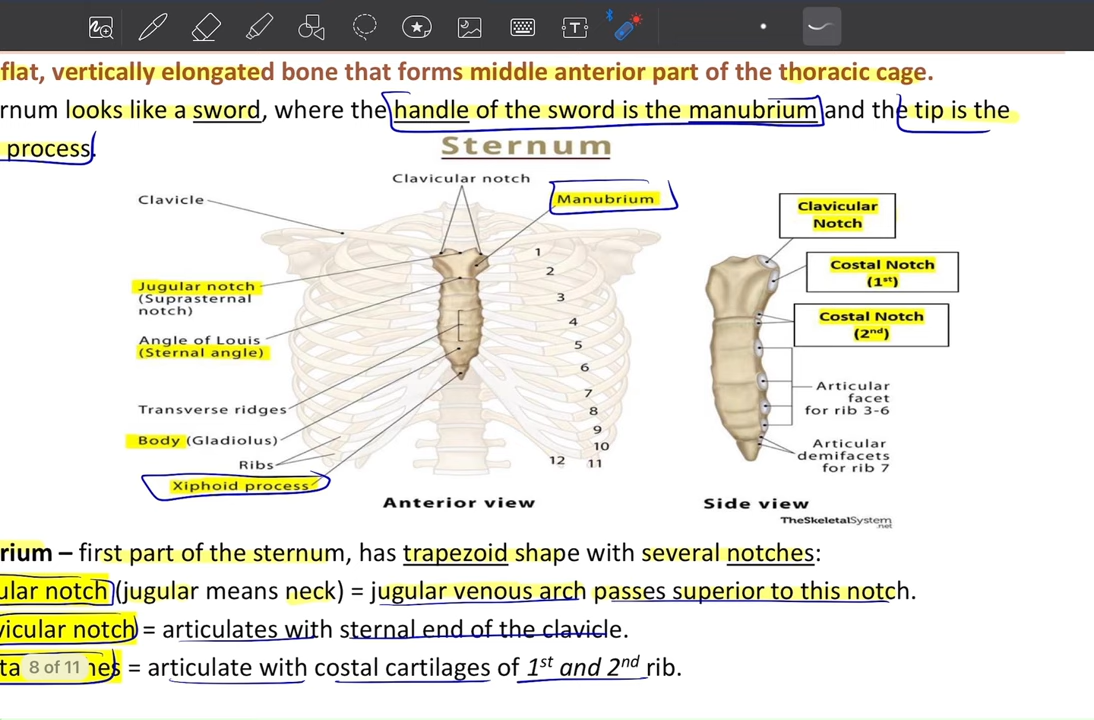 flat, vertically elongated bone that forms middle anterior part of the thoracic cage.
rnum looks like a sword, where the handle of the sword is the manubrium and the tip is the
process.
Sternum
Clavicular notch
Clavicle
Manubrium
Jugular notch
(Suprasternal
notch)
Angle of Louis
(Sternal angle)
Transverse ridges
Body (Gladiolus)
Ribs
Xiphoid process
1
2
3
4
5
6
7
8
9
10
11
12
Anterior view
Clavicular
Notch
Costal Notch
(1st)
Costal Notch
(2nd)
Articular
facet
for rib 3-6
Articular
demifacets
for rib 7
Side view
TheSkeletalSystem
.net
rium – first part of the sternum, has trapezoid shape with several notches:
ular notch (jugular means neck) = jugular venous arch passes superior to this notch.
vicular notch = articulates with sternal end of the clavicle.
ta 8 of 11 hes = articulate with costal cartilages of 1st and 2nd rib.